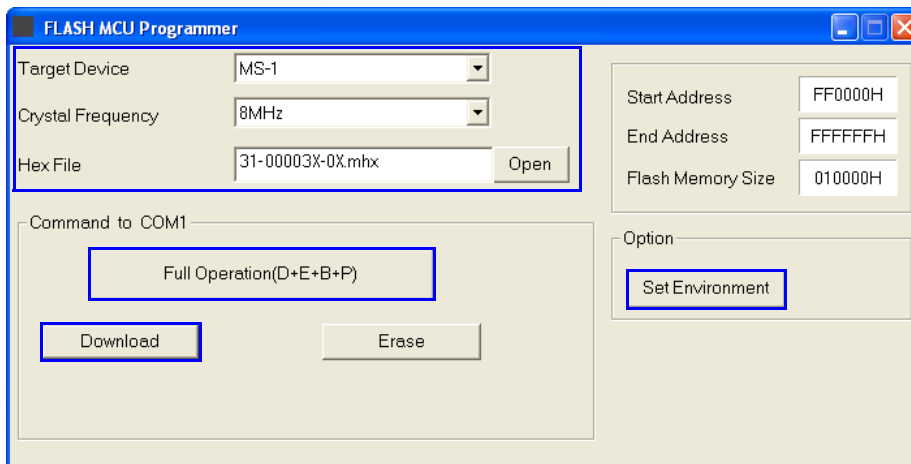 FLASH MCU Programmer
Target Device MS-1
Crystal Frequency 8MHz
Hex File 31-00003X-0X.mhx Open
Start Address FF0000H
End Address FFFFFFH
Flash Memory Size 010000H
Command to COM1
Full Operation(D+E+B+P)
Download Erase
Option
Set Environment